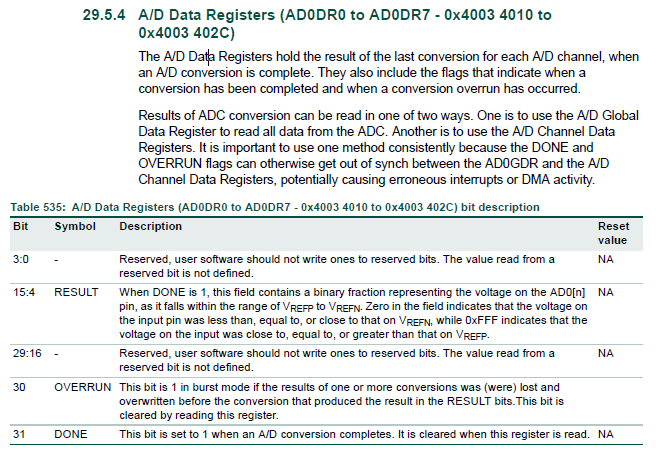 29.5.4 A/D Data Registers (AD0DR0 to AD0DR7 - 0x4003 4010 to
0x4003 402C)
The A/D Data Registers hold the result of the last conversion for each A/D channel, when
an A/D conversion is complete. They also include the flags that indicate when a
conversion has been completed and when a conversion overrun has occurred.
Results of ADC conversion can be read in one of two ways. One is to use the A/D Global
Data Register to read all data from the ADC. Another is to use the A/D Channel Data
Registers. It is important to use one method consistently because the DONE and
OVERRUN flags can otherwise get out of synch between the AD0GDR and the A/D
Channel Data Registers, potentially causing erroneous interrupts or DMA activity.
Table 535: A/D Data Registers (AD0DR0 to AD0DR7 - 0x4003 4010 to 0x4003 402C) bit description
Bit Symbol Description Reset
value
3:0 - Reserved, user software should not write ones to reserved bits. The value read from a NA
reserved bit is not defined.
15:4 RESULT When DONE is 1, this field contains a binary fraction representing the voltage on the AD0[n] NA
pin, as it falls within the range of VREFP to VREFN. Zero in the field indicates that the voltage on
the input pin was less than, equal to, or close to that on VREFN, while 0xFFF indicates that the
voltage on the input was close to, equal to, or greater than that on VREFP.
29:16 - Reserved, user software should not write ones to reserved bits. The value read from a NA
reserved bit is not defined.
30 OVERRUN This bit is 1 in burst mode if the results of one or more conversions was (were) lost and
overwritten before the conversion that produced the result in the RESULT bits.This bit is
cleared by reading this register.
31 DONE This bit is set to 1 when an A/D conversion completes. It is cleared when this register is read. NA